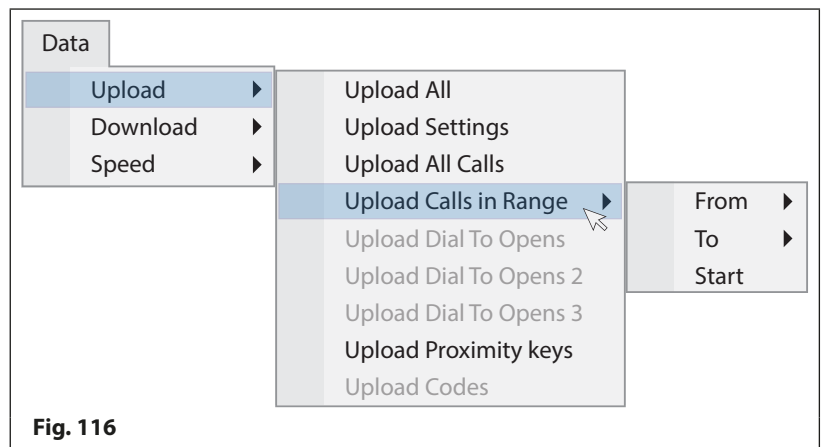 Data
Upload
Download
Speed
Upload All
Upload Settings
Upload All Calls
Upload Calls in Range
Upload Dial To Opens
Upload Dial To Opens 2
Upload Dial To Opens 3
Upload Proximity keys
Upload Codes
From
To
Start
Fig. 116